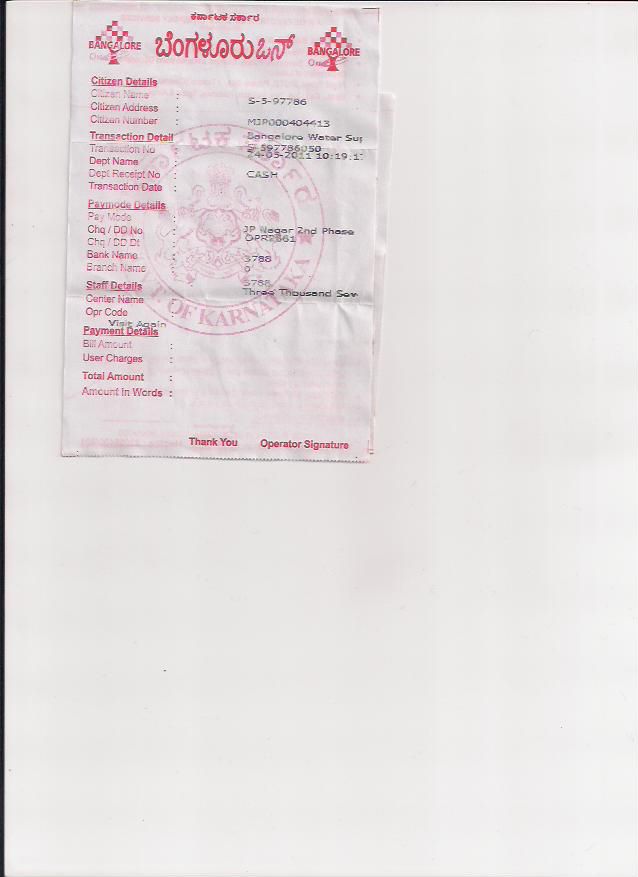 ಕರ್ನಾಟಕ ಸರ್ಕಾರ
BANGALORE One ಬೆಂಗಳೂರು ಒನ್ BANGALORE One
Citizen Details
Citizen Name :
S-5-97786
Citizen Address :
Citizen Number : MJP000404413
Transaction Detail Bangalore Water Sup
Transaction No : 597786050
24-05-2011 10:19:1
Dept Name :
Dept Receipt No : CASH
Transaction Date :
Paymode Details
Pay Mode :
Chq / DD No : JP Nagar 2nd Phase
Chq / DD Dt :
Bank Name : 3788
Branch Name : 0
Staff Details 3788
Three Thousand Sev
Center Name :
Opr Code :
Visit Again
Payment Details
Bill Amount :
User Charges :
Total Amount :
Amount In Words :
Thank You Operator Signature
OF KARNATAKA